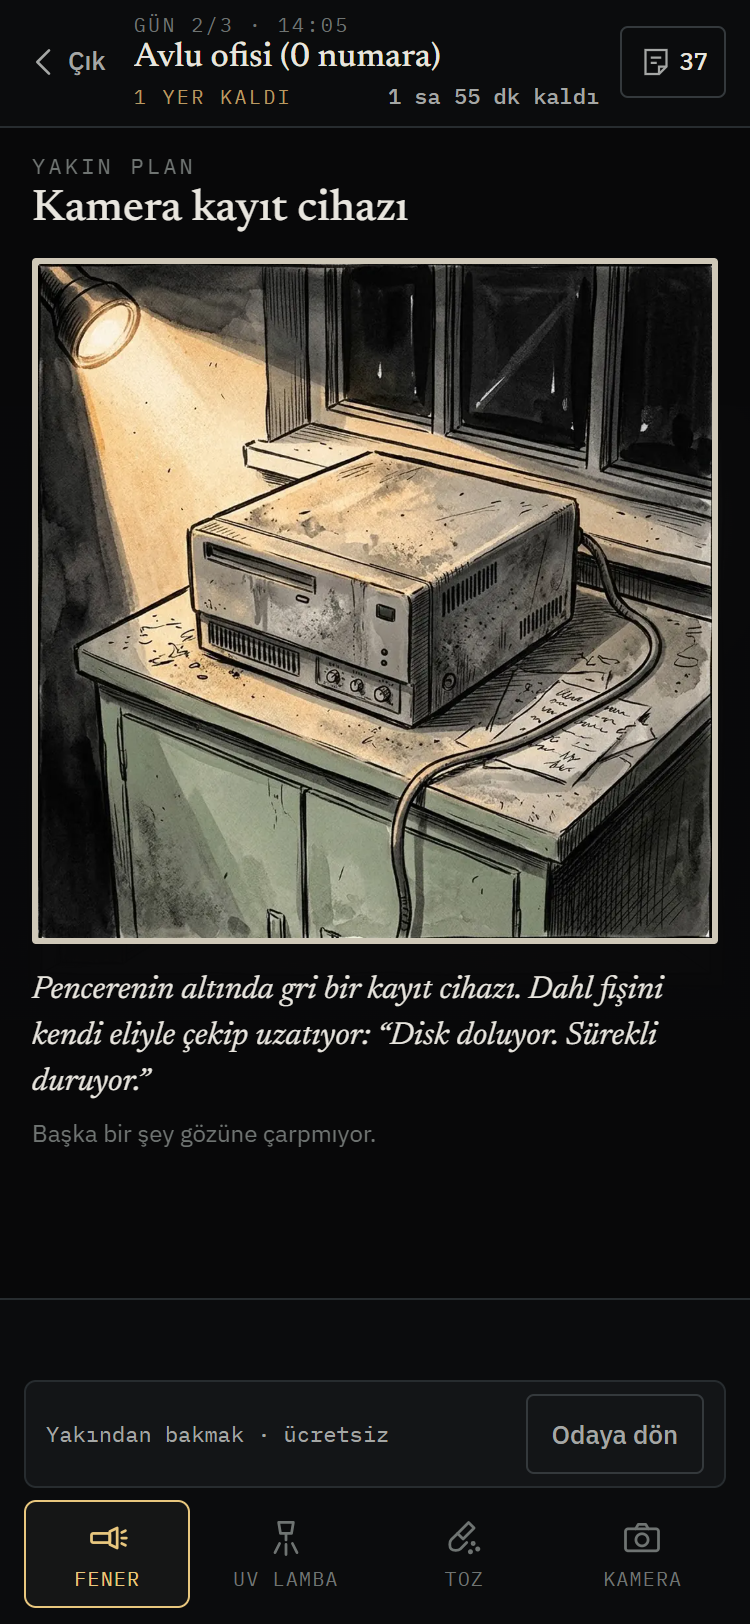 GÜN 2/3 · 14:05
Çık
Avlu ofisi (0 numara)
1 YER KALDI
1 sa 55 dk kaldı
37
YAKIN PLAN
Kamera kayıt cihazı
Pencerenin altında gri bir kayıt cihazı. Dahl fişini
kendi eliyle çekip uzatıyor: “Disk doluyor. Sürekli
duruyor.”
Başka bir şey gözüne çarpmıyor.
Yakından bakmak · ücretsiz
Odaya dön
FENER
UV LAMBA
TOZ
KAMERA